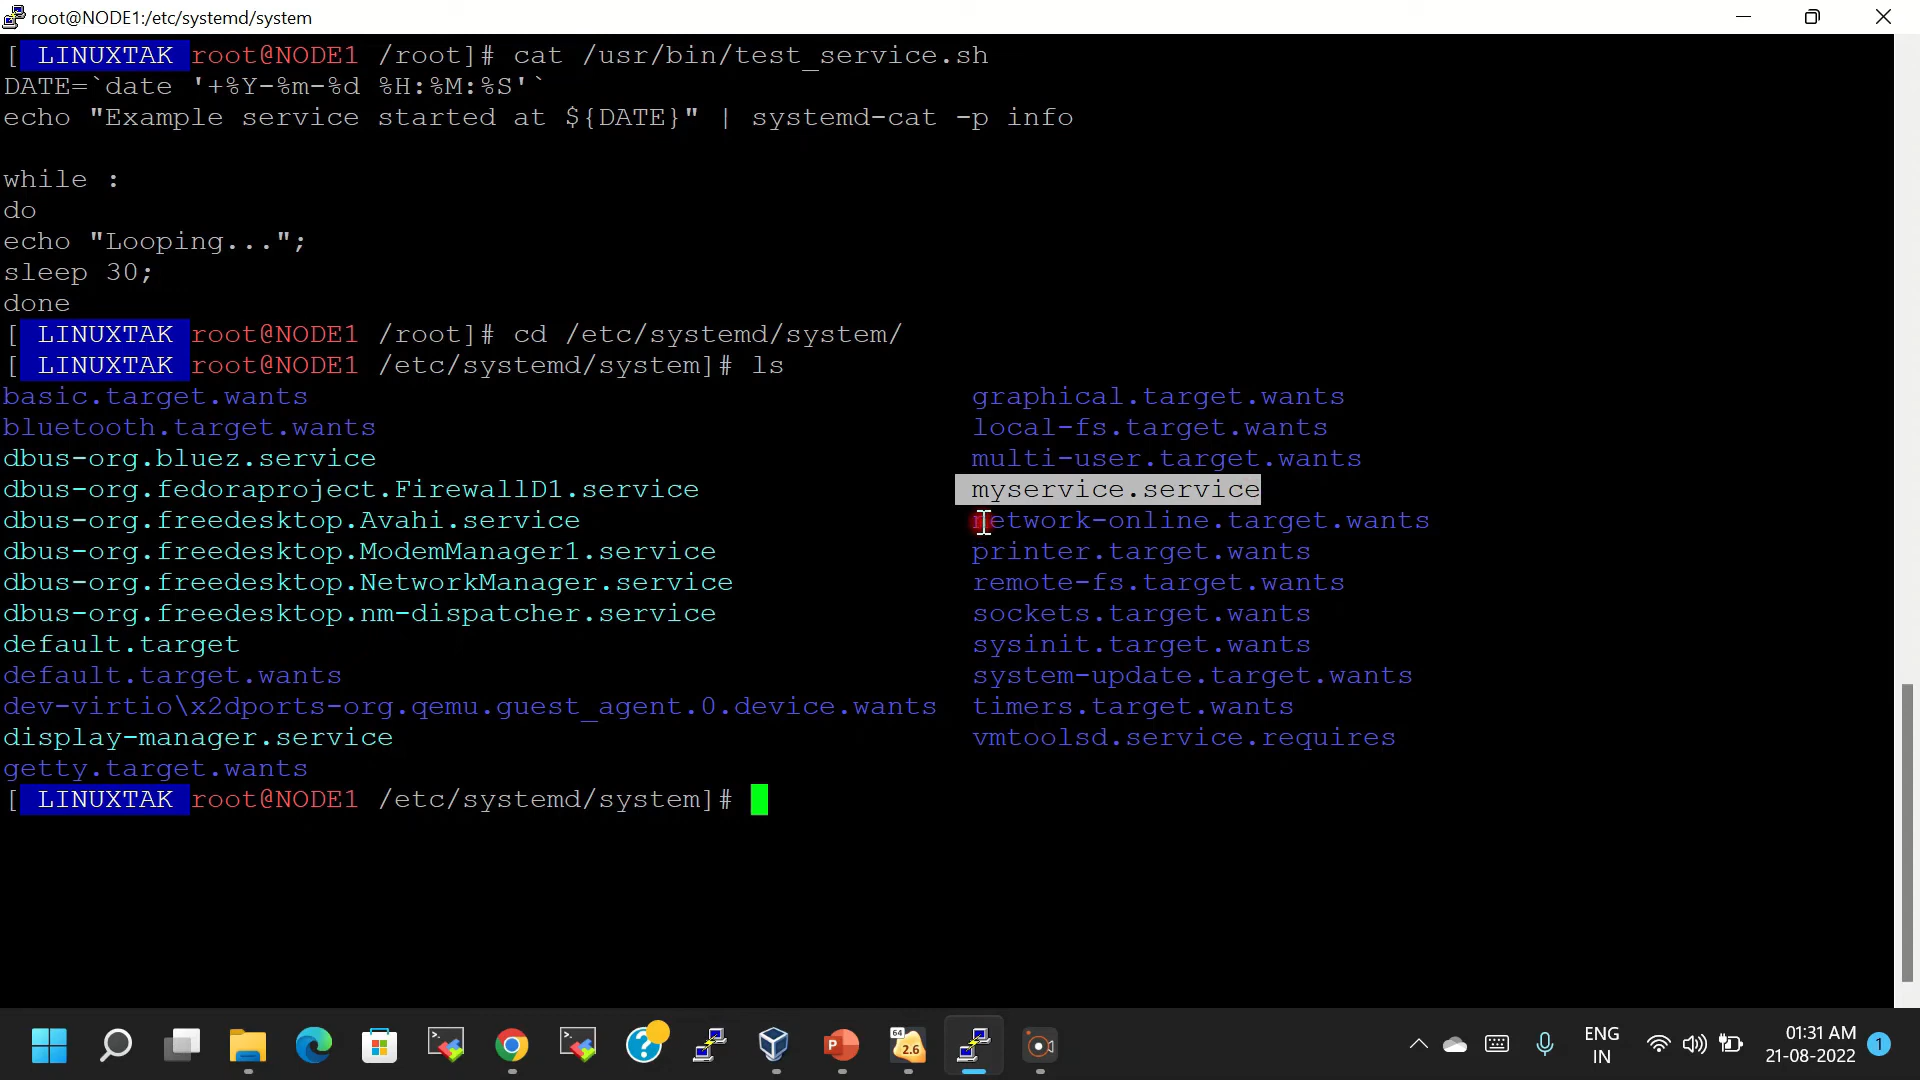 root@NODE1:/etc/systemd/system
[ LINUXTAK root@NODE1 /root]# cat /usr/bin/test_service.sh
DATE=`date '+%Y-%m-%d %H:%M:%S'`
echo "Example service started at ${DATE}" | systemd-cat -p info
while :
do
echo "Looping...";
sleep 30;
done
[ LINUXTAK root@NODE1 /root]# cd /etc/systemd/system/
[ LINUXTAK root@NODE1 /etc/systemd/system]# ls
basic.target.wants graphical.target.wants
bluetooth.target.wants local-fs.target.wants
dbus-org.bluez.service multi-user.target.wants
dbus-org.fedoraproject.FirewallD1.service myservice.service
dbus-org.freedesktop.Avahi.service network-online.target.wants
dbus-org.freedesktop.ModemManager1.service printer.target.wants
dbus-org.freedesktop.NetworkManager.service remote-fs.target.wants
dbus-org.freedesktop.nm-dispatcher.service sockets.target.wants
default.target sysinit.target.wants
default.target.wants system-update.target.wants
dev-virtio\x2dports-org.qemu.guest_agent.0.device.wants timers.target.wants
display-manager.service vmtoolsd.service.requires
getty.target.wants
[ LINUXTAK root@NODE1 /etc/systemd/system]#
64
2.6
ENG
IN
01:31 AM
21-08-2022
1